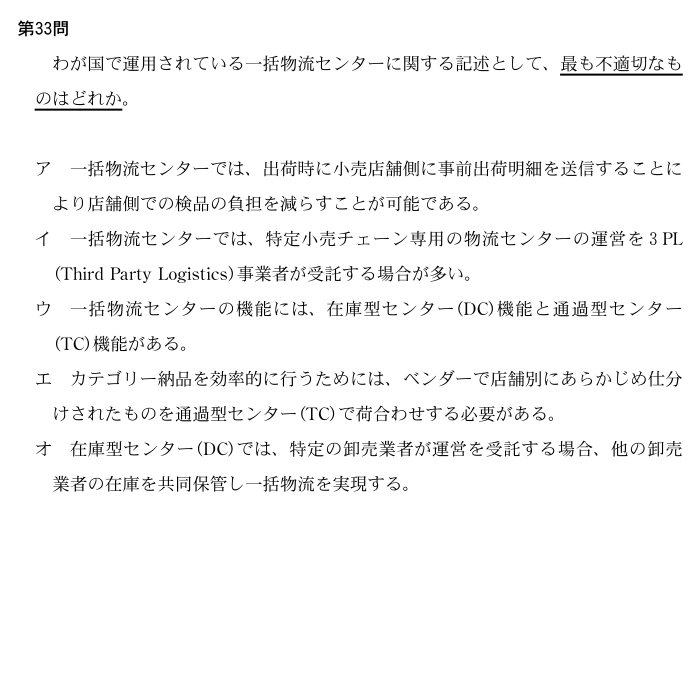 第33問
わが国で運用されている一括物流センターに関する記述として、最も不適切なも
のはどれか。
ア　一括物流センターでは、出荷時に小売店舗側に事前出荷明細を送信することに
より店舗側での検品の負担を減らすことが可能である。
イ　一括物流センターでは、特定小売チェーン専用の物流センターの運営を3PL
(Third Party Logistics)事業者が受託する場合が多い。
ウ　一括物流センターの機能には、在庫型センター(DC)機能と通過型センター
(TC)機能がある。
エ　カテゴリー納品を効率的に行うためには、ベンダーで店舗別にあらかじめ仕分
けされたものを通過型センター(TC)で荷合わせする必要がある。
オ　在庫型センター(DC)では、特定の卸売業者が運営を受託する場合、他の卸売
業者の在庫を共同保管し一括物流を実現する。